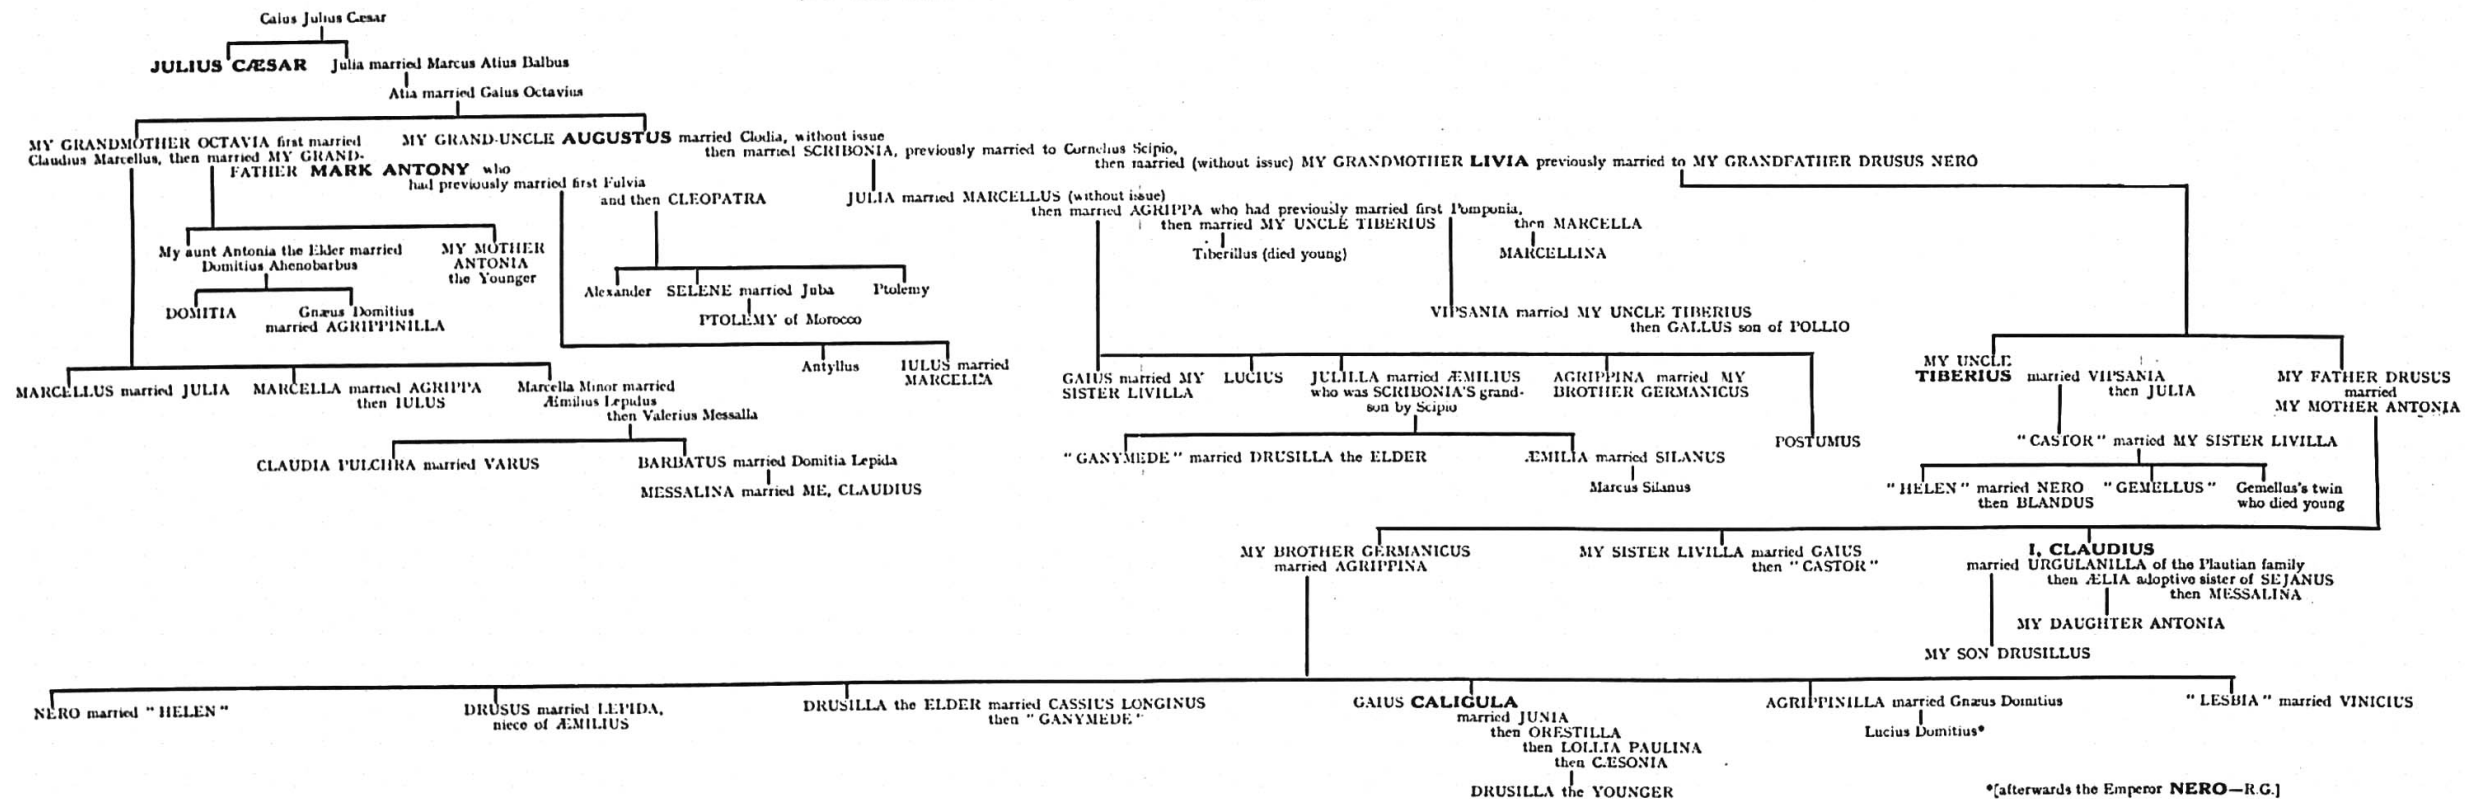 Caius Julius Cæsar
JULIUS CÆSAR
Julia married Marcus Atius Balbus
Atia married Gaius Octavius
MY GRANDMOTHER OCTAVIA first married
Claudius Marcellus, then married MY GRAND-
FATHER MARK ANTONY who
had previously married first Fulvia
and then CLEOPATRA
MY GRAND-UNCLE AUGUSTUS married Clodia, without issue
then married SCRIBONIA, previously married to Cornelius Scipio,
then married (without issue) MY GRANDMOTHER LIVIA previously married to MY GRANDFATHER DRUSUS NERO
JULIA married MARCELLUS (without issue)
then married AGRIPPA who had previously married first Pomponia,
then married MY UNCLE TIBERIUS
then MARCELLA
Tiberillus (died young)
MARCELLINA
My aunt Antonia the Elder married
Domitius Ahenobarbus
MY MOTHER
ANTONIA
the Younger
DOMITIA
Gnæus Domitius
married AGRIPPINILLA
Alexander
SELENE married Juba
Ptolemy
PTOLEMY of Morocco
VIPSANIA married MY UNCLE TIBERIUS
then GALLUS son of POLLIO
Antyllus
IULUS married
MARCELLA
MARCELLUS married JULIA
MARCELLA married AGRIPPA
then IULUS
Marcella Minor married
Æmilius Lepidus
then Valerius Messalla
CLAUDIA PULCHRA married VARUS
BARBATUS married Domitia Lepida
MESSALINA married ME, CLAUDIUS
GAIUS married MY
SISTER LIVILLA
LUCIUS
JULILLA married ÆMILIUS
who was SCRIBONIA'S grand-
son by Scipio
AGRIPPINA married MY
BROTHER GERMANICUS
POSTUMUS
"GANYMEDE" married DRUSILLA the ELDER
ÆMILIA married SILANUS
Marcus Silanus
MY UNCLE
TIBERIUS married VIPSANIA
then JULIA
MY FATHER DRUSUS
married
MY MOTHER ANTONIA
"CASTOR" married MY SISTER LIVILLA
"HELEN" married NERO
then BLANDUS
"GEMELLUS"
Gemellus's twin
who died young
MY BROTHER GERMANICUS
married AGRIPPINA
MY SISTER LIVILLA married GAIUS
then "CASTOR"
I, CLAUDIUS
married URGULANILLA of the Plautian family
then ÆLIA adoptive sister of SEJANUS
then MESSALINA
MY DAUGHTER ANTONIA
MY SON DRUSILLUS
NERO married "HELEN"
DRUSUS married LEPIDA,
niece of ÆMILIUS
DRUSILLA the ELDER married CASSIUS LONGINUS
then "GANYMEDE"
GAIUS CALIGULA
married JUNIA
then ORESTILLA
then LOLLIA PAULINA
then CÆSONIA
DRUSILLA the YOUNGER
AGRIPPINILLA married Gnæus Domitius
Lucius Domitius*
"LESBIA" married VINICIUS
*[afterwards the Emperor NERO—R.G.]